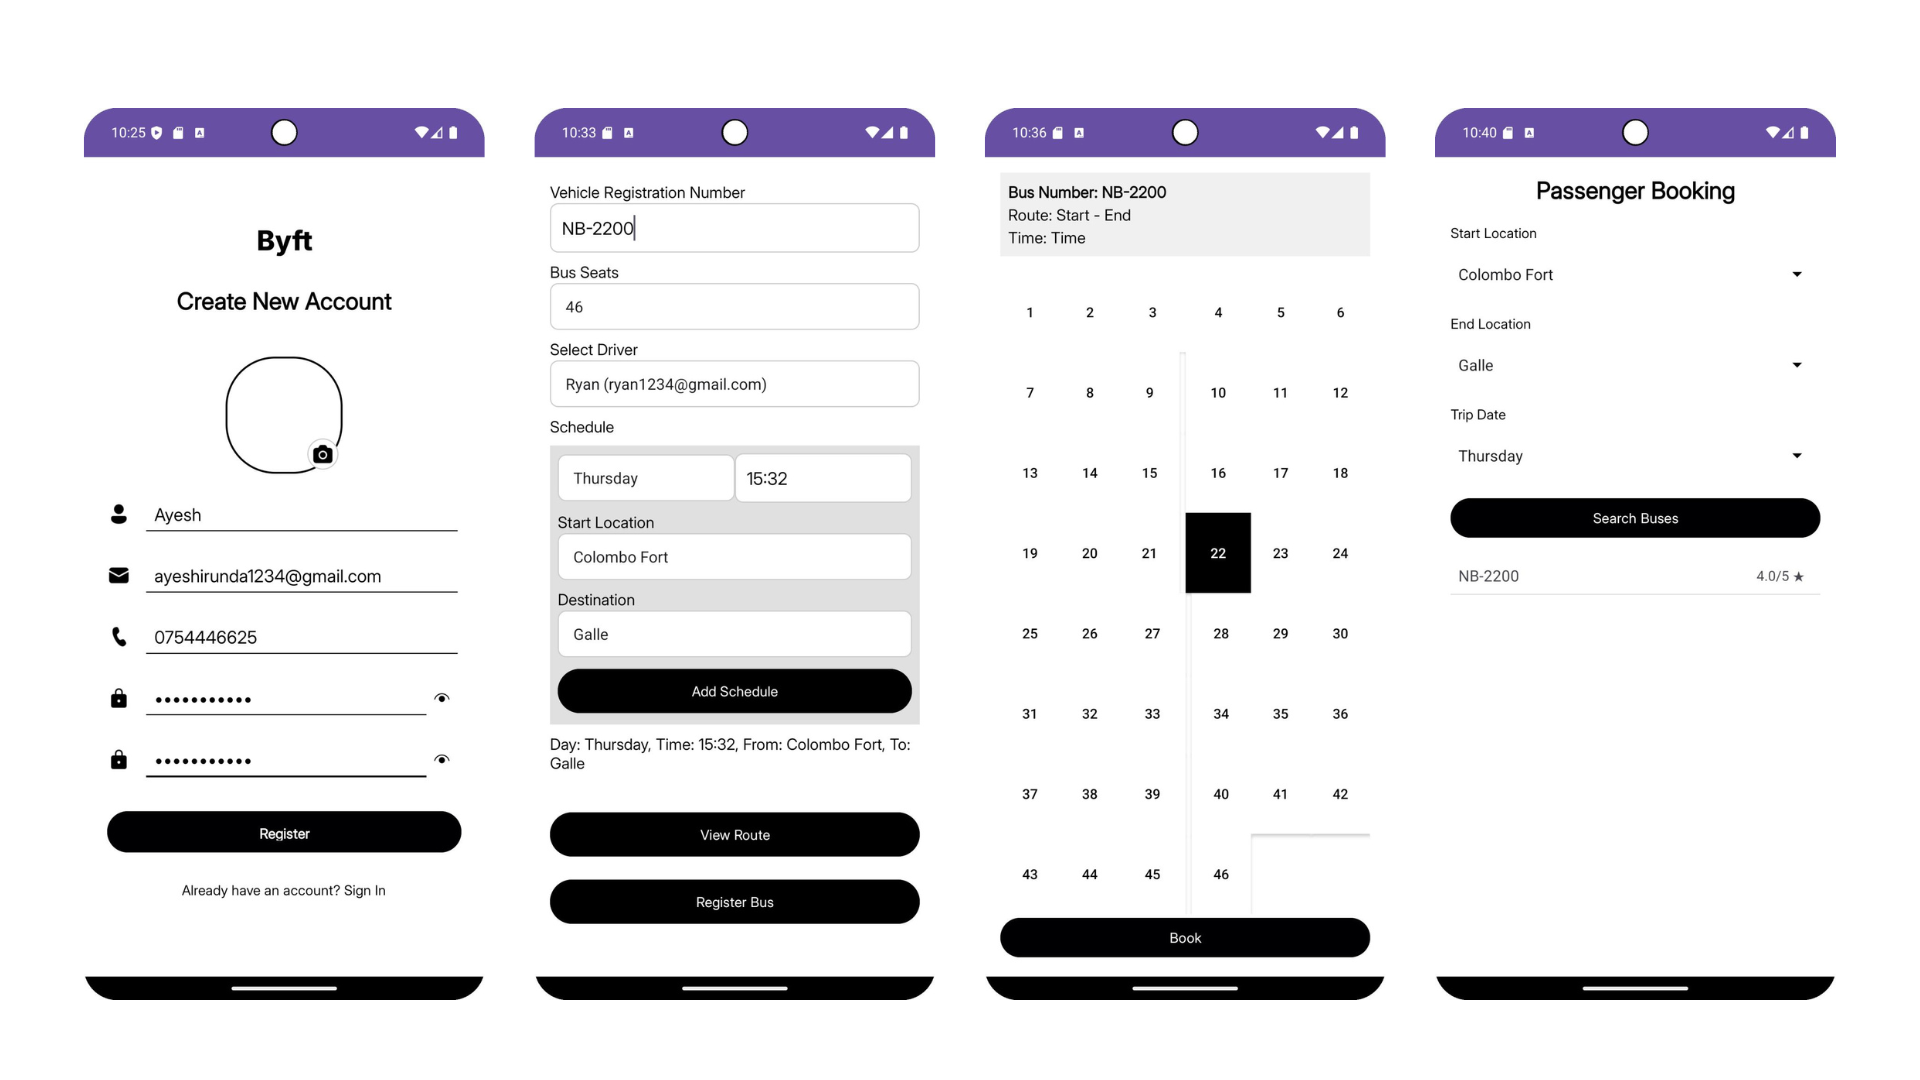 10:25
Byft
Create New Account
Ayesh
ayeshirunda1234@gmail.com
0754446625
•••••••••••
•••••••••••
Register
Already have an account? Sign In
10:33
Vehicle Registration Number
NB-2200
Bus Seats
46
Select Driver
Ryan (ryan1234@gmail.com)
Schedule
Thursday 15:32
Start Location
Colombo Fort
Destination
Galle
Add Schedule
Day: Thursday, Time: 15:32, From: Colombo Fort, To:
Galle
View Route
Register Bus
10:36
Bus Number: NB-2200
Route: Start - End
Time: Time
1 2 3 4 5 6
7 8 9 10 11 12
13 14 15 16 17 18
19 20 21 22 23 24
25 26 27 28 29 30
31 32 33 34 35 36
37 38 39 40 41 42
43 44 45 46
Book
10:40
Passenger Booking
Start Location
Colombo Fort
End Location
Galle
Trip Date
Thursday
Search Buses
NB-2200 4.0/5 ★